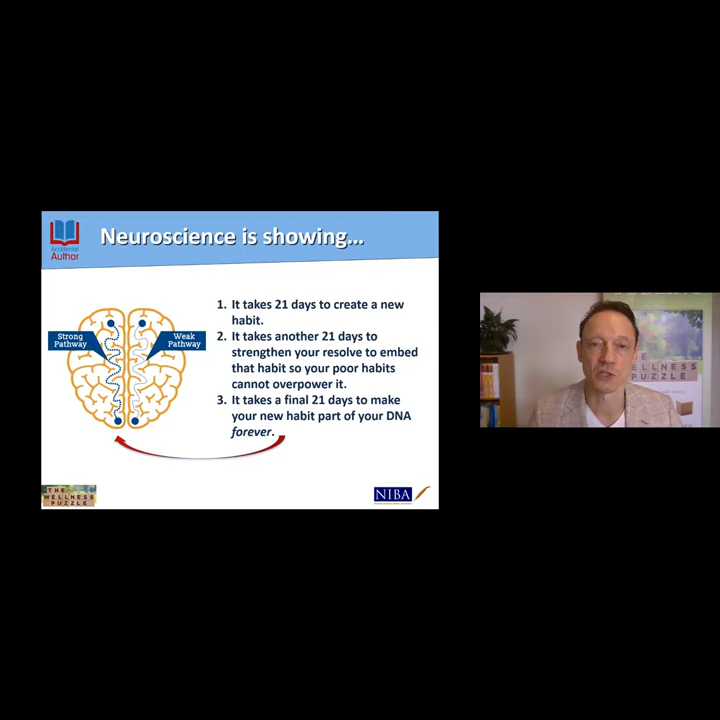 Neuroscience is showing...
Accidental
Author
1. It takes 21 days to create a new
habit.
2. It takes another 21 days to
strengthen your resolve to embed
that habit so your poor habits
cannot overpower it.
3. It takes a final 21 days to make
your new habit part of your DNA
forever.
Strong
Pathway
Weak
Pathway
THE
WELLNESS
PUZZLE
NIBA
THE
WELLNESS
PUZZLE